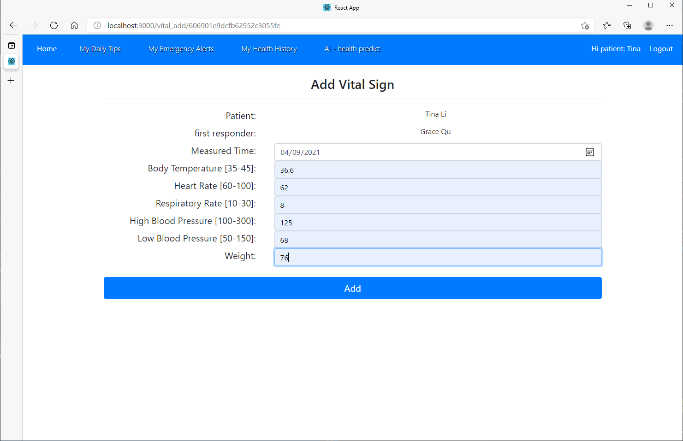 React App
localhost:3000/vital_add/606901e9dcfb62952c3055fe
Home My Daily Tips My Emergency Alerts My Health History AI - health predict Hi patient: Tina Logout
Add Vital Sign
Patient: Tina Li
first responder: Grace Qu
Measured Time: 04/09/2021
Body Temperature [35-45]: 36.6
Heart Rate [60-100]: 62
Respiratory Rate [10-30]: 8
High Blood Pressure [100-300]: 125
Low Blood Pressure [50-150]: 68
Weight: 76
Add